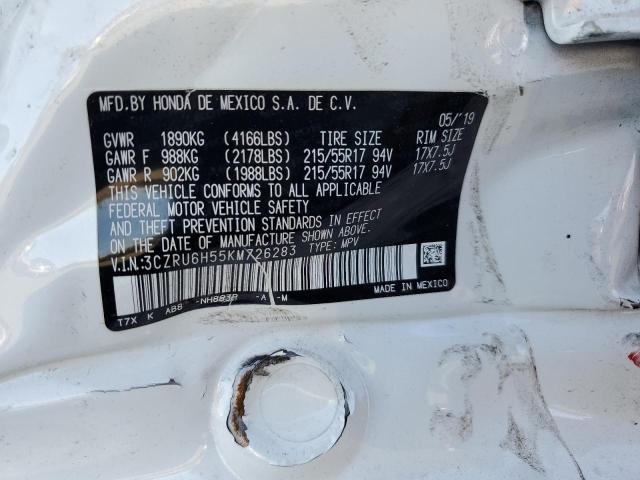 MFD.BY HONDA DE MEXICO S.A. DE C.V.
05/'19
GVWR 1890KG (4166LBS) TIRE SIZE RIM SIZE
GAWR F 988KG (2178LBS) 215/55R17 94V 17X7.5J
GAWR R 902KG (1988LBS) 215/55R17 94V 17X7.5J
THIS VEHICLE CONFORMS TO ALL APPLICABLE
FEDERAL MOTOR VEHICLE SAFETY
AND THEFT PREVENTION STANDARDS IN EFFECT
ON THE DATE OF MANUFACTURE SHOWN ABOVE.
V.I.N:3CZRU6H55KM726283 TYPE: MPV
T7X K ABS -NH883P -A -M
MADE IN MEXICO